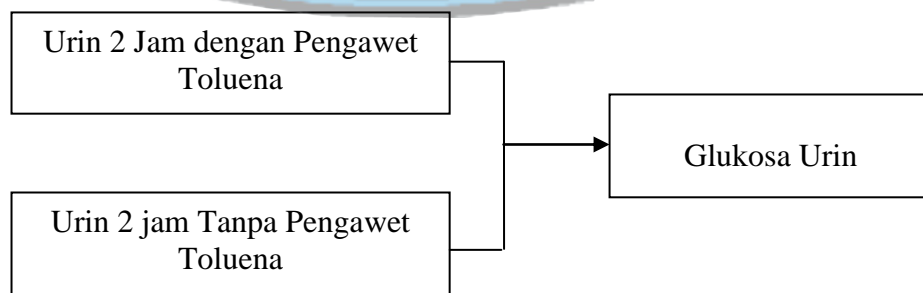 Urin 2 Jam dengan Pengawet
Toluena
Glukosa Urin
Urin 2 jam Tanpa Pengawet
Toluena